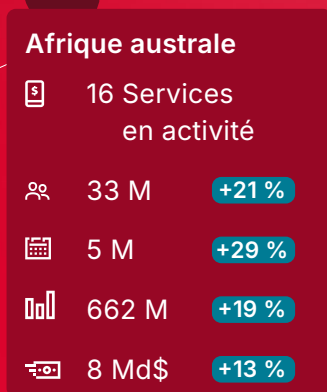 Afrique australe
16 Services
en activité
33 M +21 %
5 M +29 %
662 M +19 %
8 Md$ +13 %